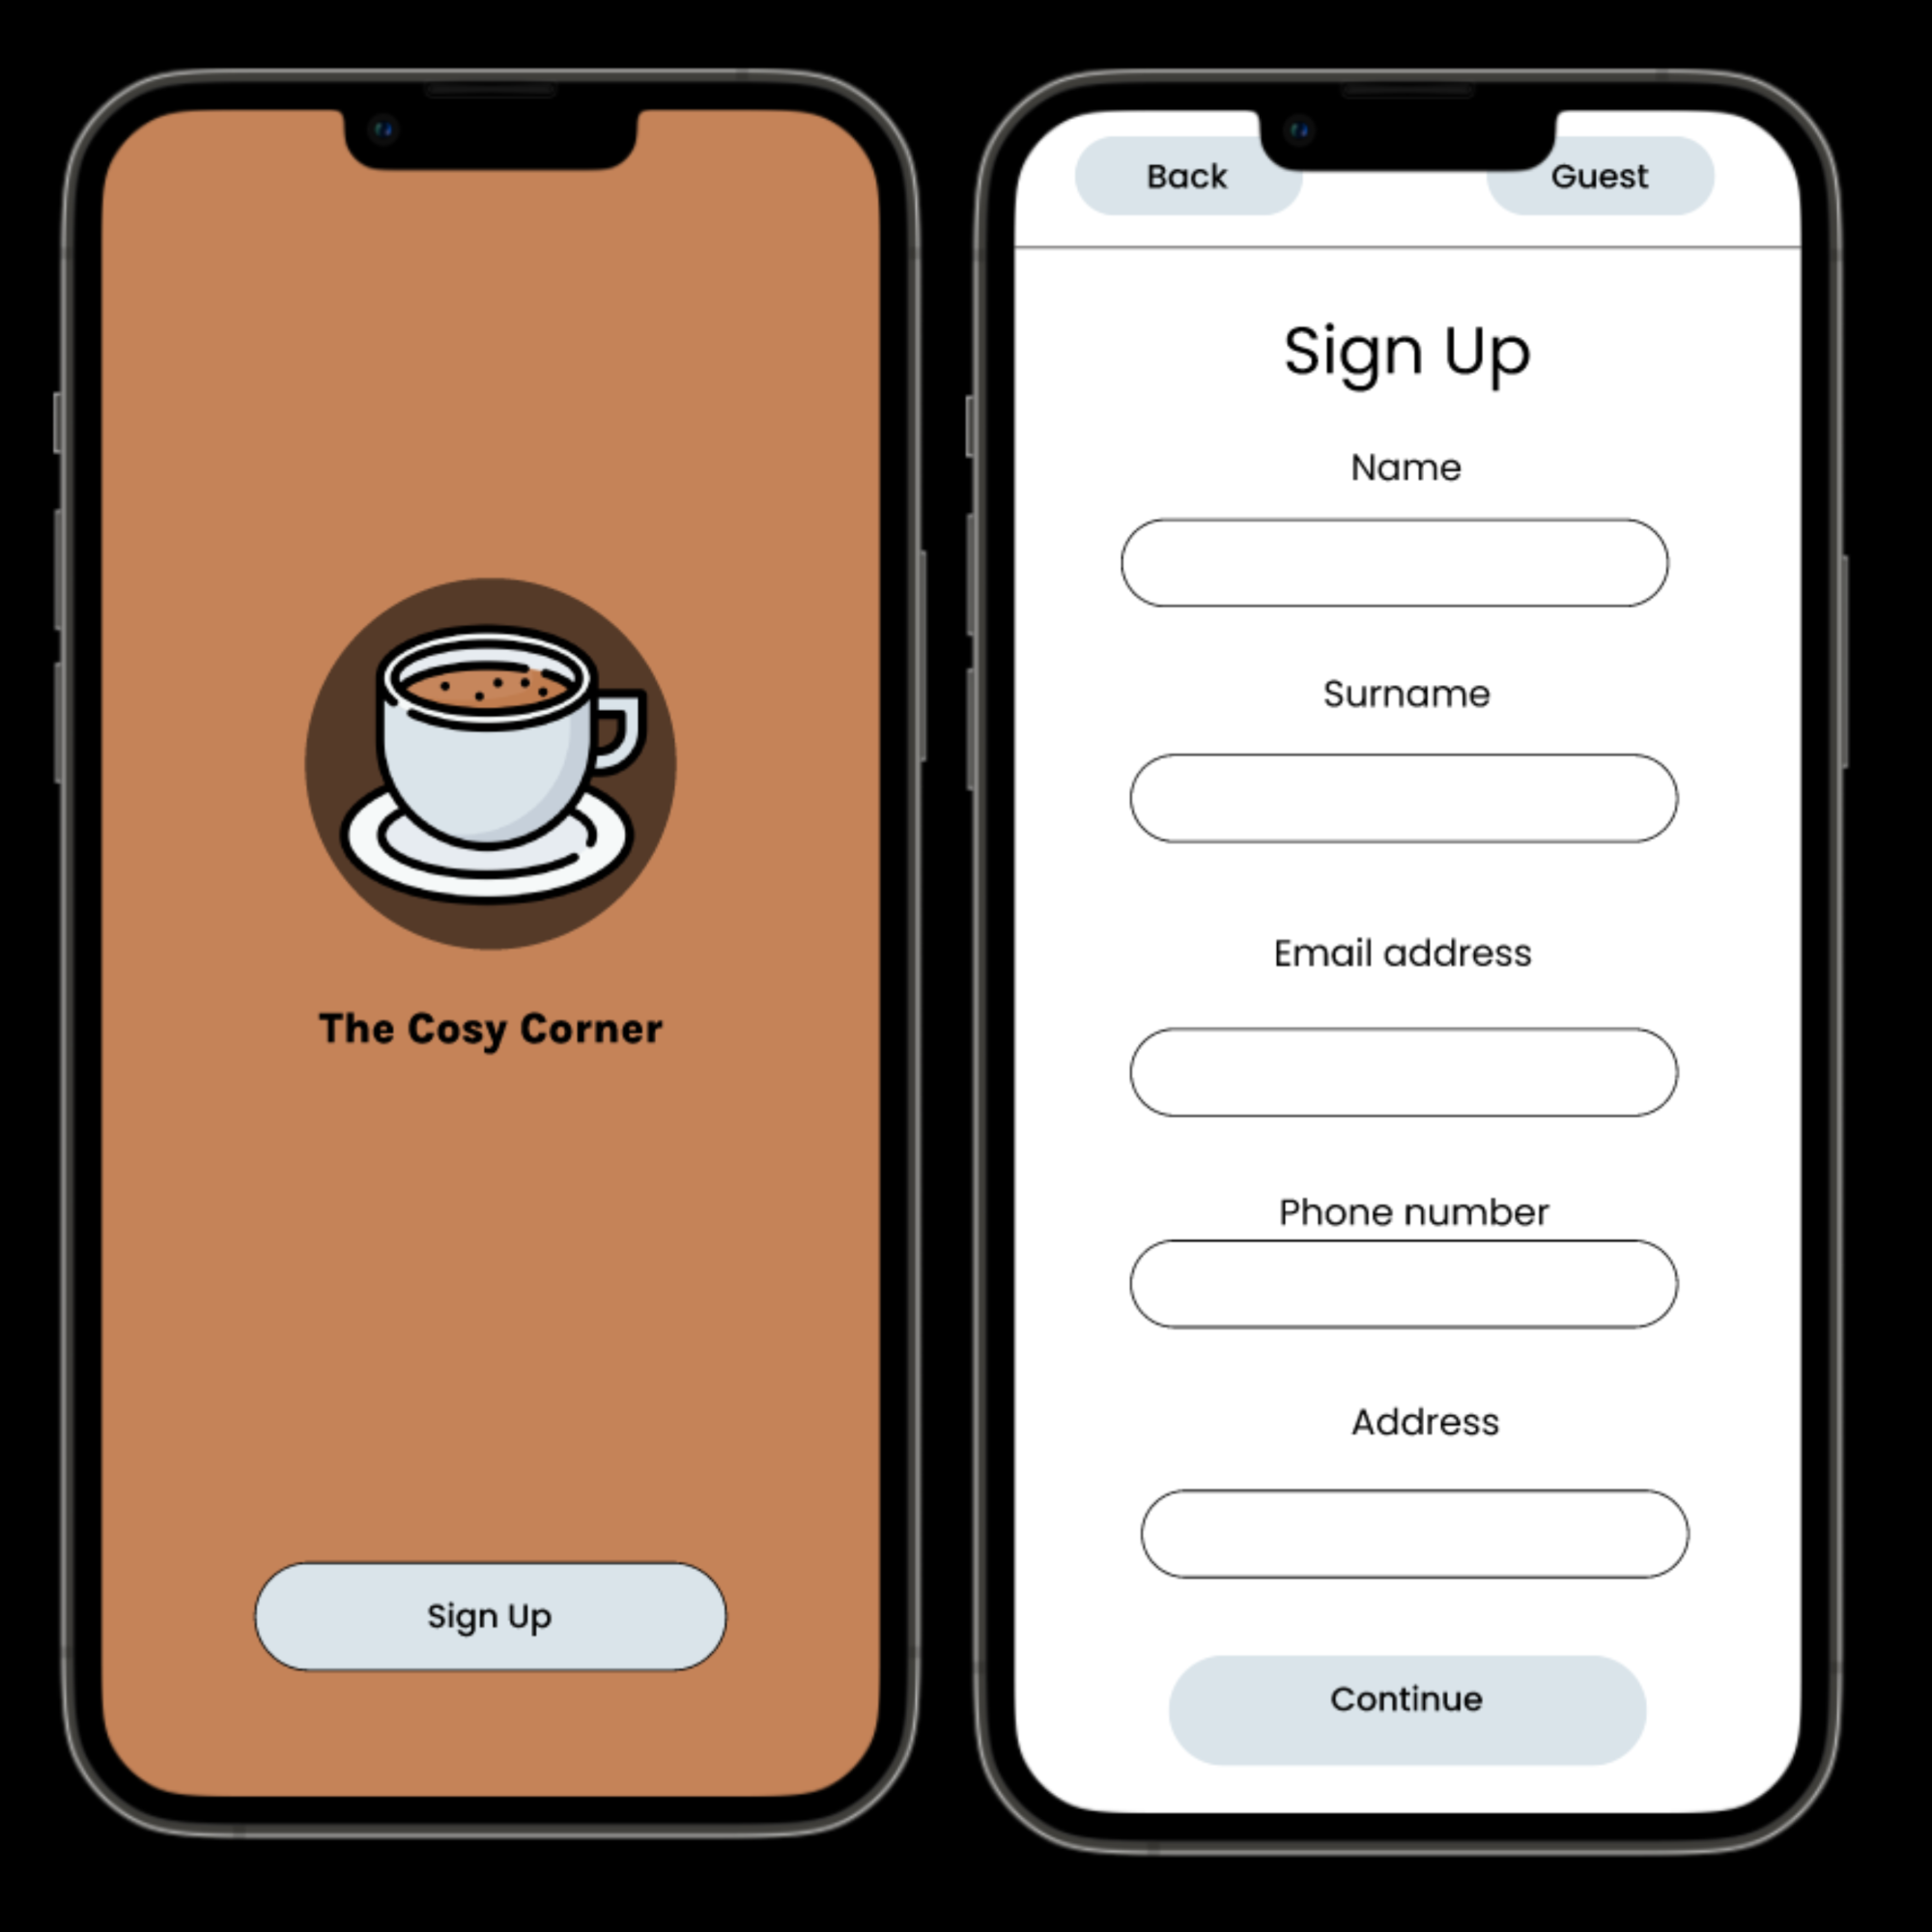 The Cosy Corner
Sign Up
Back
Guest
Sign Up
Name
Surname
Email address
Phone number
Address
Continue